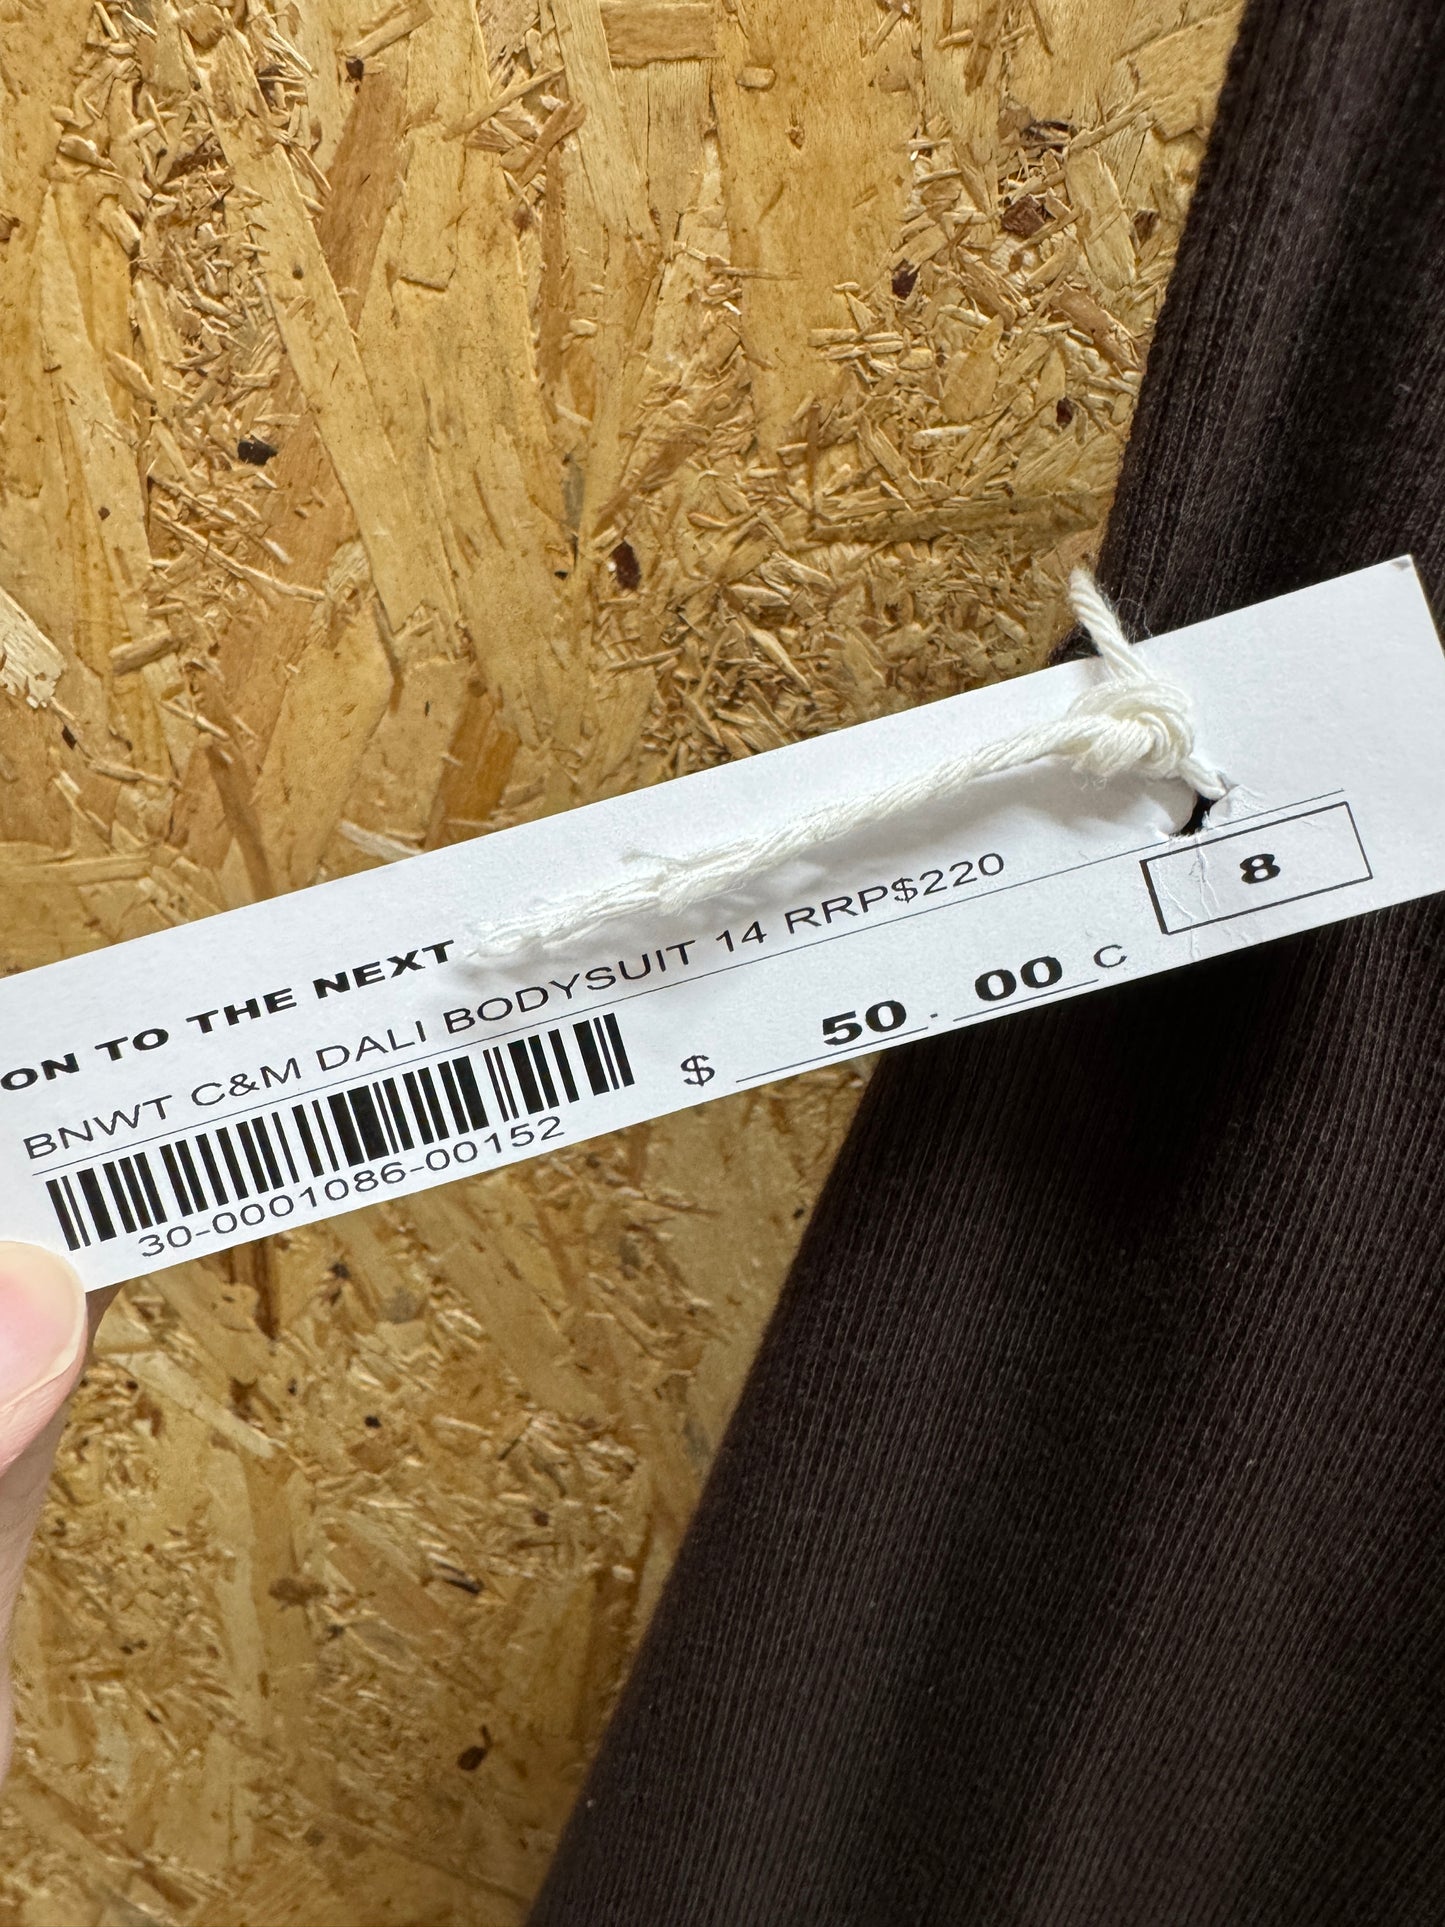 ON TO THE NEXT
BNWT C&M DALI BODYSUIT 14 RRP$220
8
30-0001086-00152
$ 50.00 C